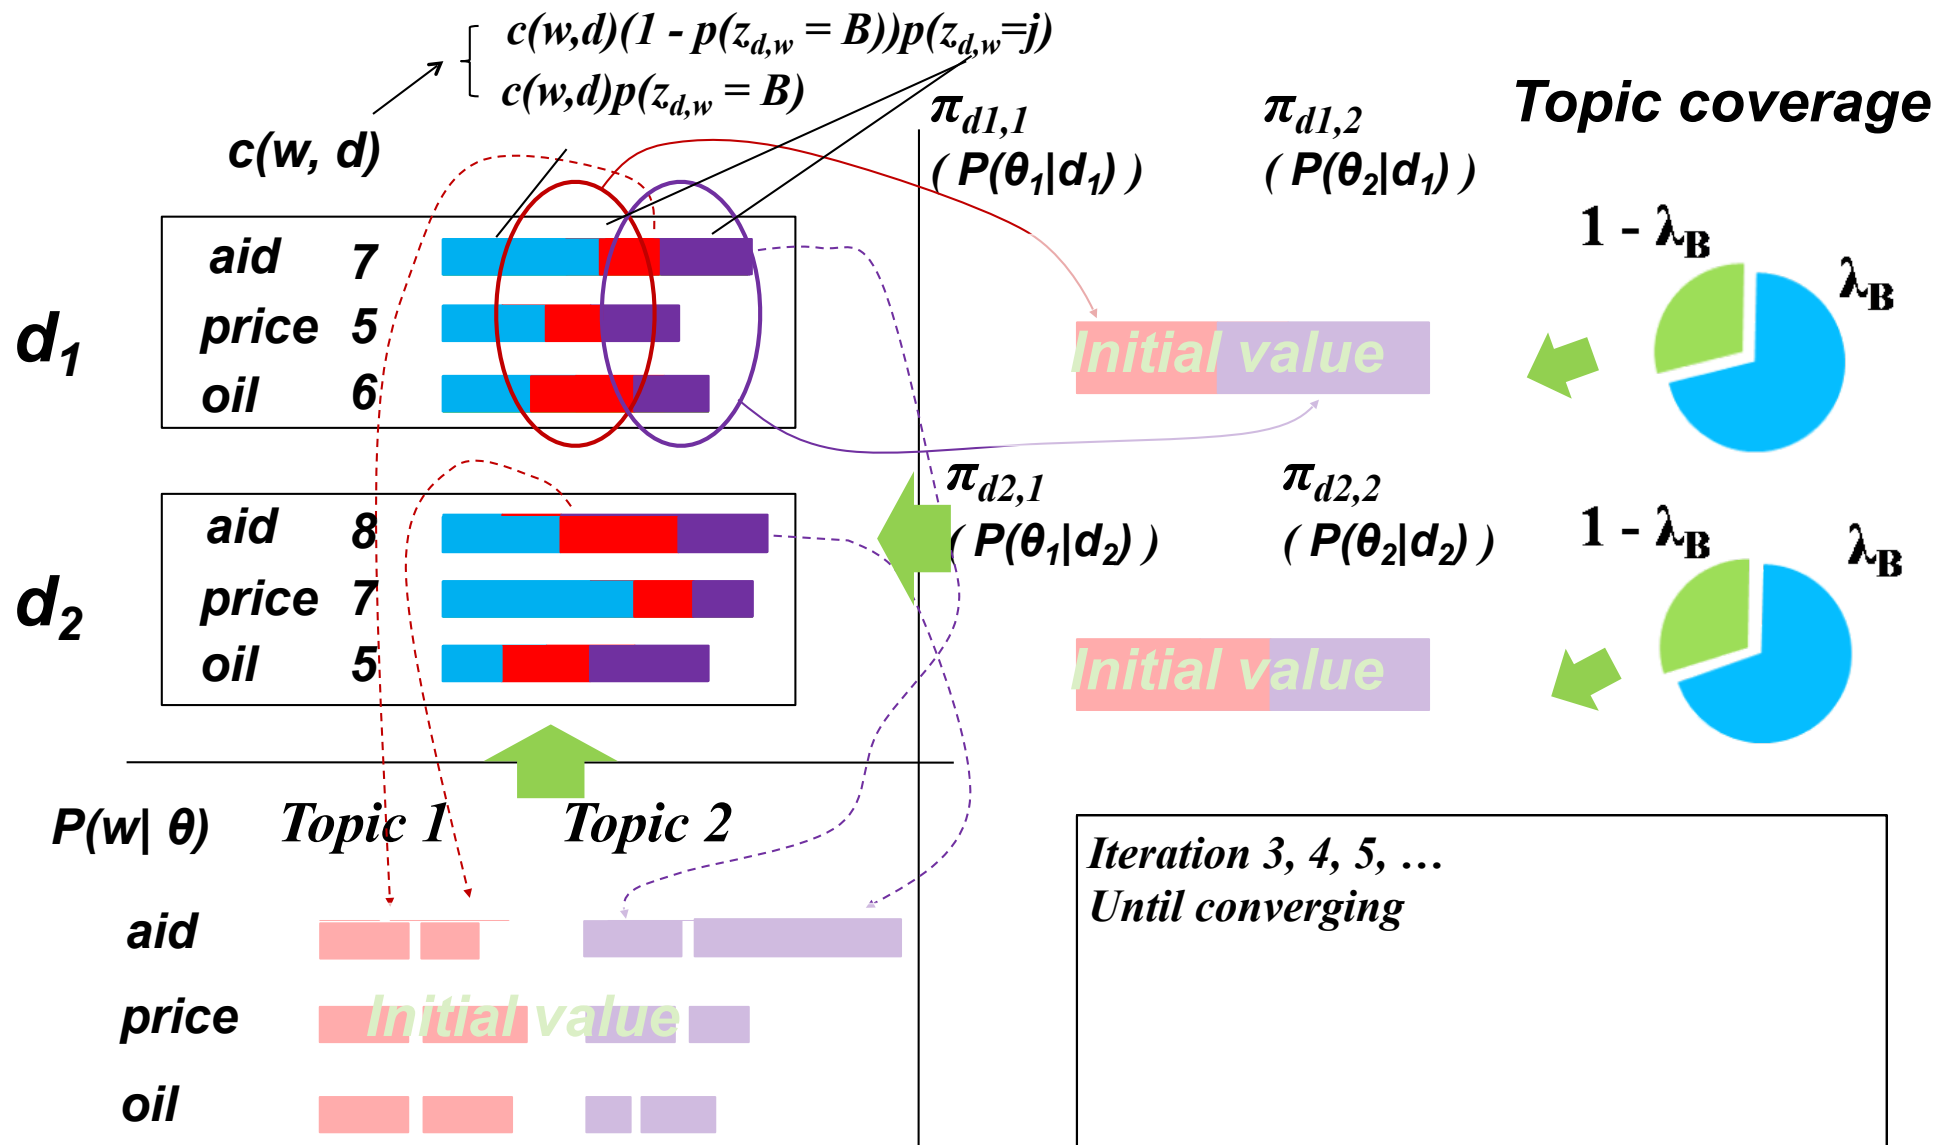 c(w,d)(1 - p(z_{d,w} = B))p(z_{d,w}=j)
c(w,d)p(z_{d,w} = B)
c(w, d)
π_{d1,1}
( P(θ_1|d_1) )
π_{d1,2}
( P(θ_2|d_1) )
Topic coverage
d_1
aid 7
price 5
oil 6
Initial value
1 - λ_B
λ_B
π_{d2,1}
( P(θ_1|d_2) )
π_{d2,2}
( P(θ_2|d_2) )
d_2
aid 8
price 7
oil 5
Initial value
1 - λ_B
λ_B
P(w| θ)
Topic 1
Topic 2
aid
price
Initial value
oil
Iteration 3, 4, 5, …
Until converging